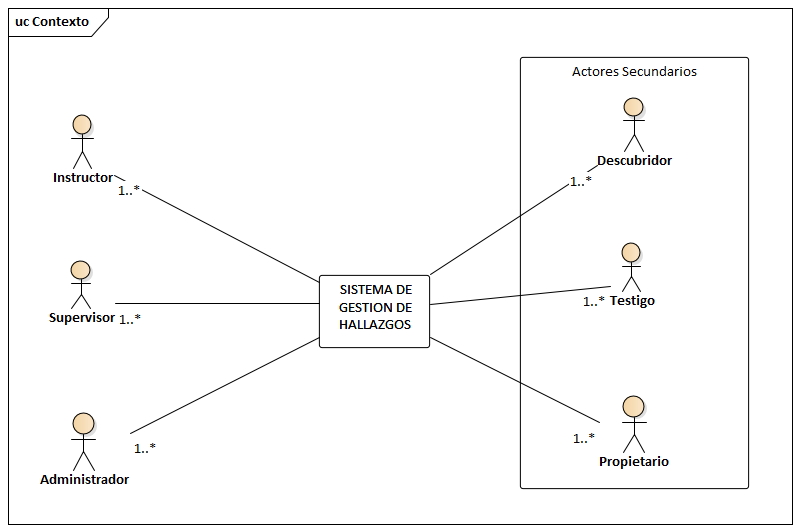 uc Contexto
Actores Secundarios
Instructor
1..*
Descubridor
1..*
Supervisor
1..*
SISTEMA DE
GESTION DE
HALLAZGOS
Testigo
1..*
Administrador
1..*
Propietario
1..*